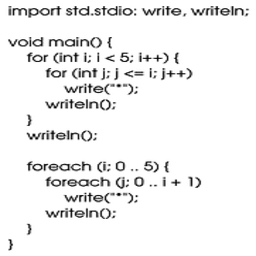 import std.stdio: write, writeln;

void main() {
    for (int i; i < 5; i++) {
        for (int j; j <= i; j++)
            write("*");
        writeln();
    }
    writeln();

    foreach (i; 0 .. 5) {
        foreach (j; 0 .. i + 1)
            write("*");
        writeln();
    }
}